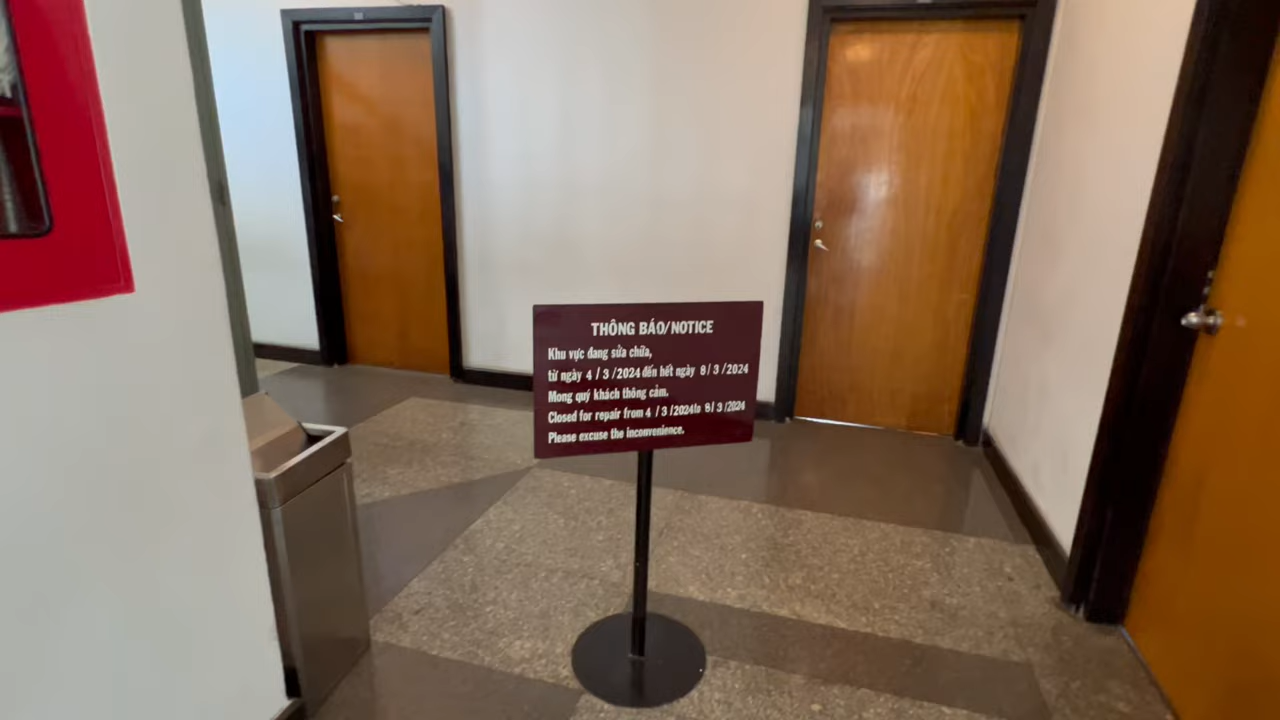 THÔNG BÁO/NOTICE
Khu vực đang sửa chữa,
từ ngày 4 / 3 / 2024 đến hết ngày 8 / 3 / 2024
Mong quý khách thông cảm.
Closed for repair from 4 / 3 / 2024 to 8 / 3 / 2024
Please excuse the inconvenience.